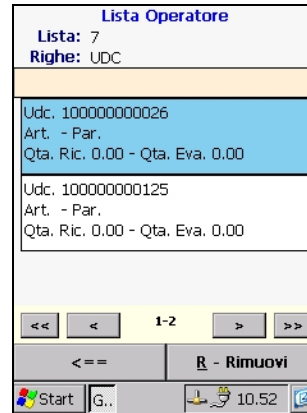 Lista Operatore
Lista: 7
Righe: UDC
Udc. 100000000026
Art. - Par.
Qta. Ric. 0.00 - Qta. Eva. 0.00
Udc. 100000000125
Art. - Par.
Qta. Ric. 0.00 - Qta. Eva. 0.00
<< < 1-2 > >>
<== R - Rimuovi
Start G.. 10.52